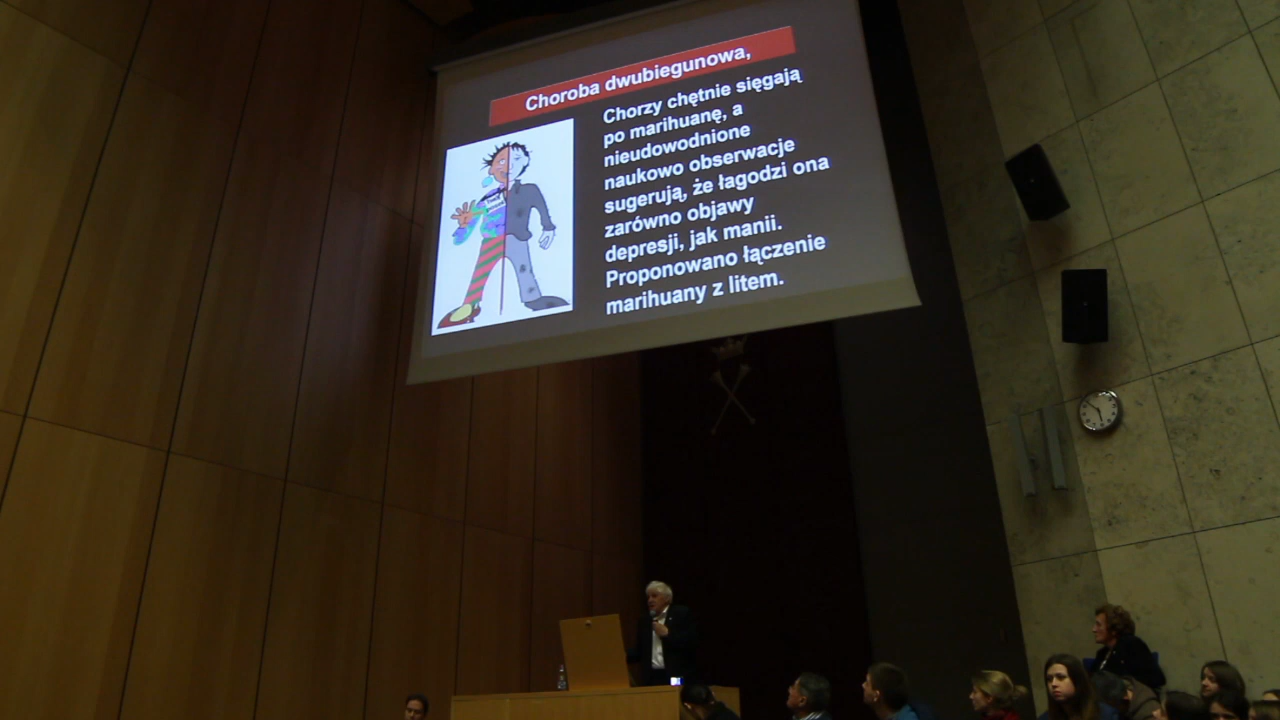 Choroba dwubiegunowa,
Chorzy chętnie sięgają
po marihuanę, a
nieudowodnione
naukowo obserwacje
sugerują, że łagodzi ona
zarówno objawy
depresji, jak manii.
Proponowano łączenie
marihuany z litem.